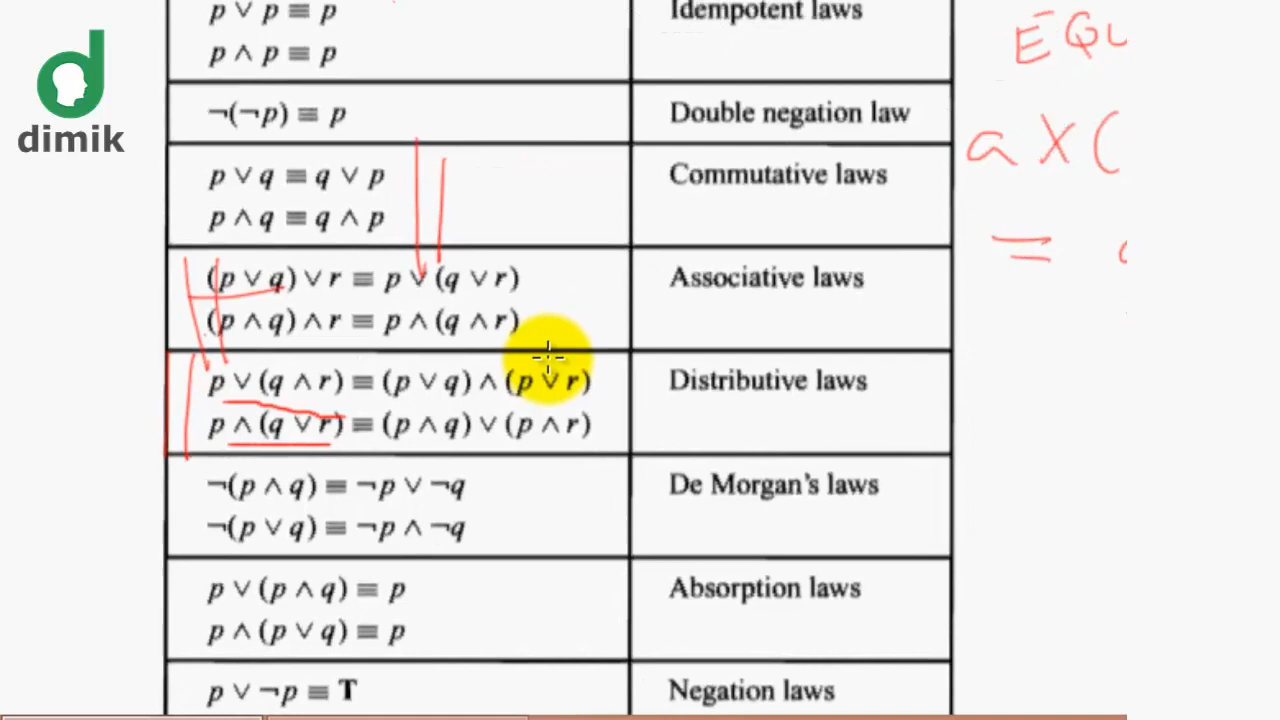 p ∨ p ≡ p
Idempotent laws
p ∧ p ≡ p
¬(¬p) ≡ p
Double negation law
p ∨ q ≡ q ∨ p
Commutative laws
p ∧ q ≡ q ∧ p
(p ∨ q) ∨ r ≡ p ∨ (q ∨ r)
Associative laws
(p ∧ q) ∧ r ≡ p ∧ (q ∧ r)
p ∨ (q ∧ r) ≡ (p ∨ q) ∧ (p ∨ r)
Distributive laws
p ∧ (q ∨ r) ≡ (p ∧ q) ∨ (p ∧ r)
¬(p ∧ q) ≡ ¬p ∨ ¬q
De Morgan's laws
¬(p ∨ q) ≡ ¬p ∧ ¬q
p ∨ (p ∧ q) ≡ p
Absorption laws
p ∧ (p ∨ q) ≡ p
p ∨ ¬p ≡ T
Negation laws
dimik
EQU
a X (
=